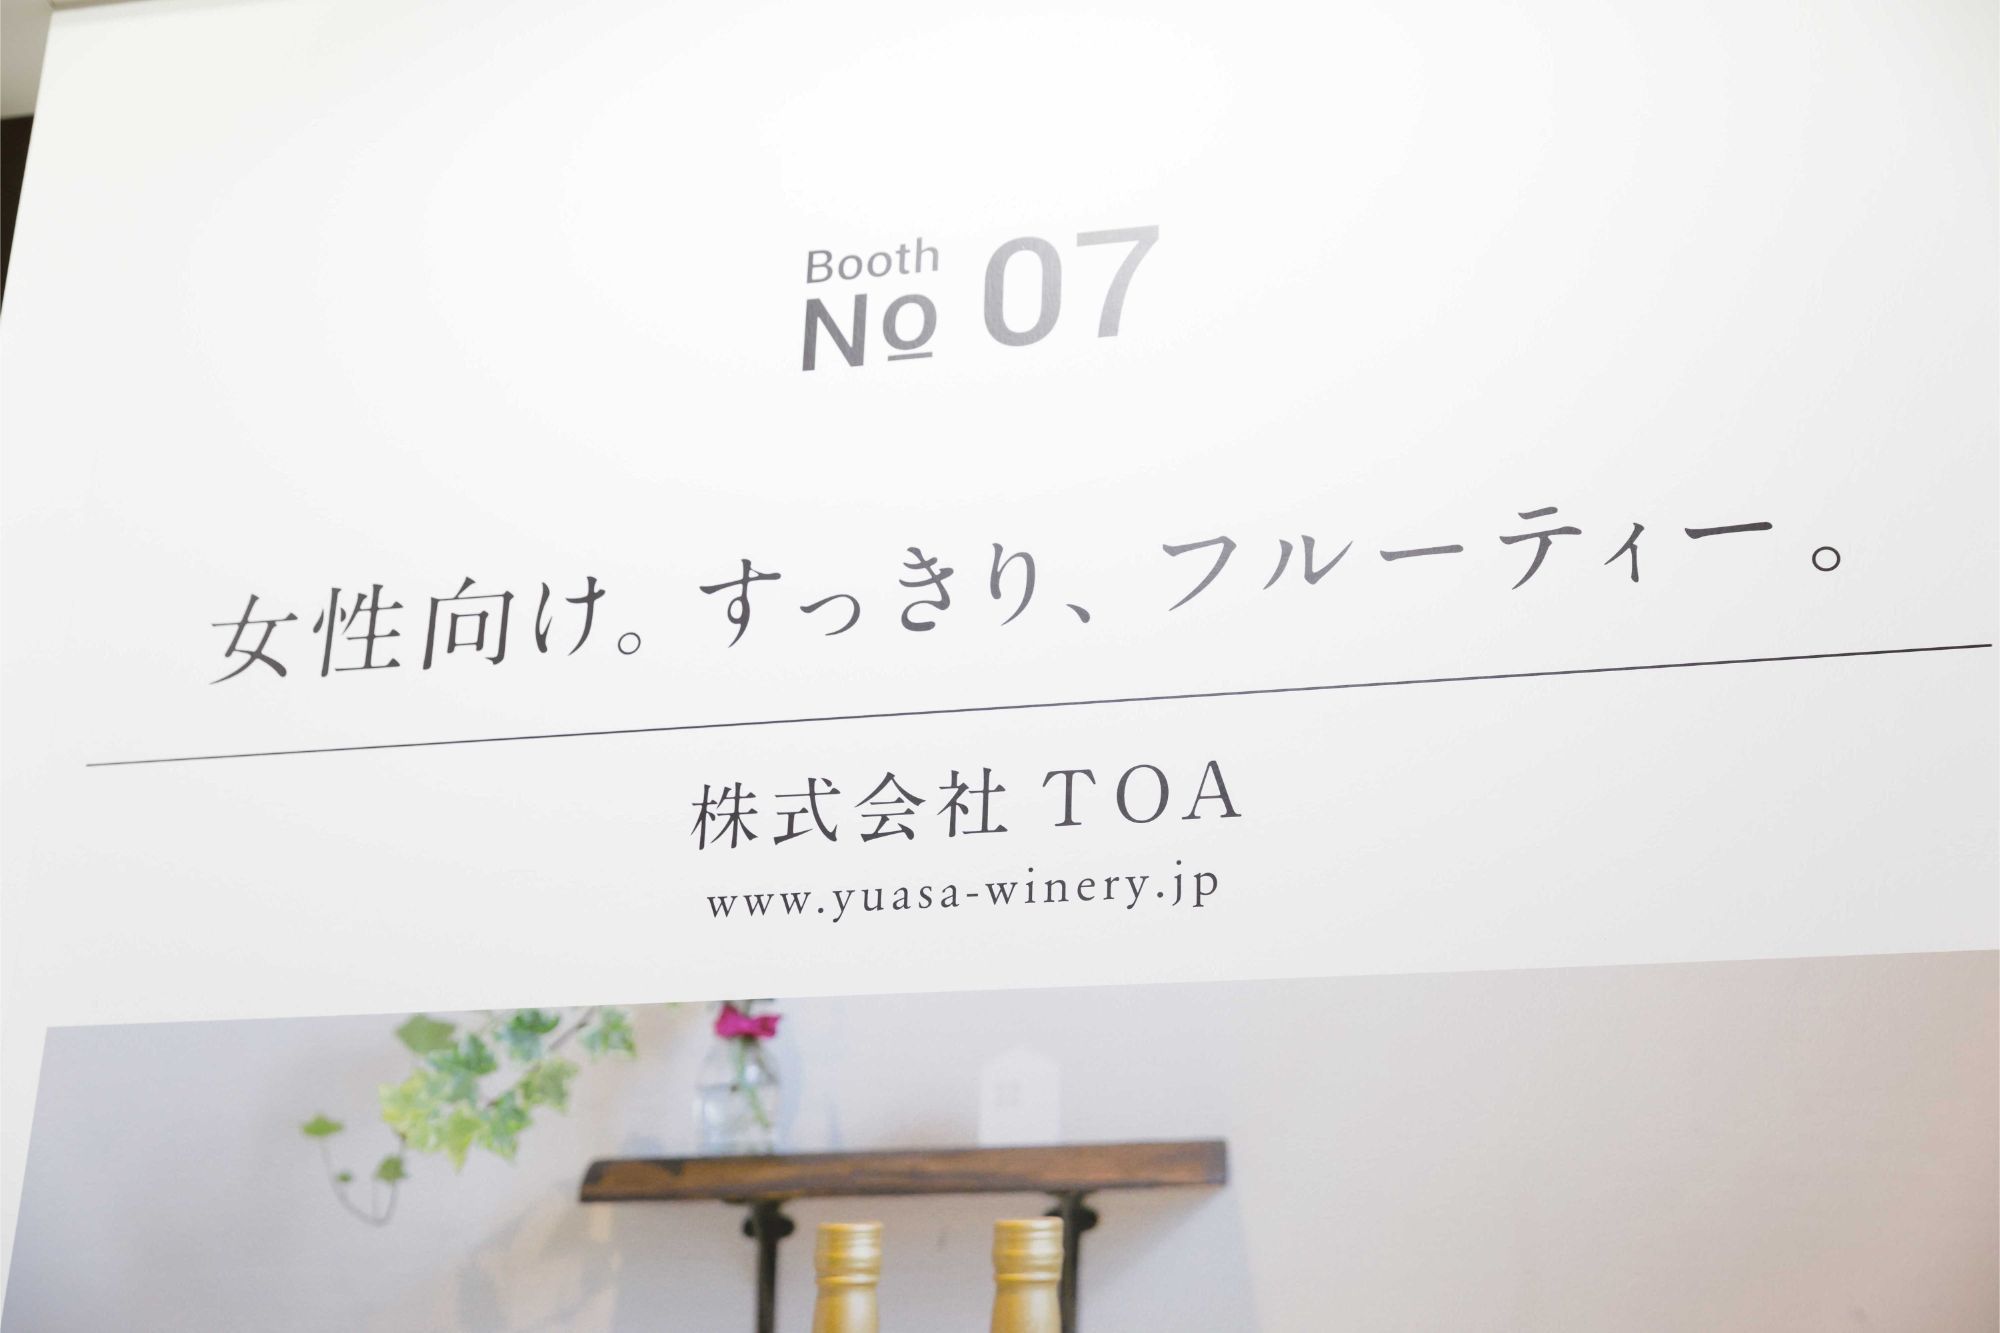 Booth
No 07
女性向け。すっきり、フルーティー。
株式会社 TOA
www.yuasa-winery.jp